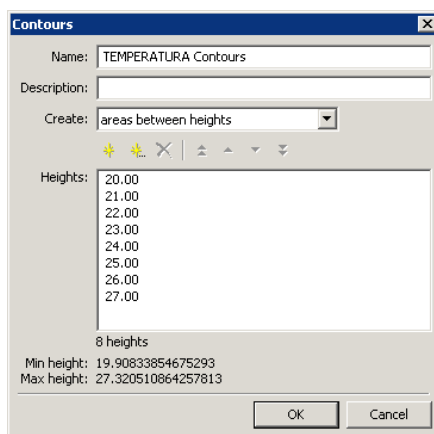 Contours
Name: TEMPERATURA Contours
Description:
Create: areas between heights
Heights:
20.00
21.00
22.00
23.00
24.00
25.00
26.00
27.00
8 heights
Min height: 19.90833854675293
Max height: 27.320510864257813
OK Cancel